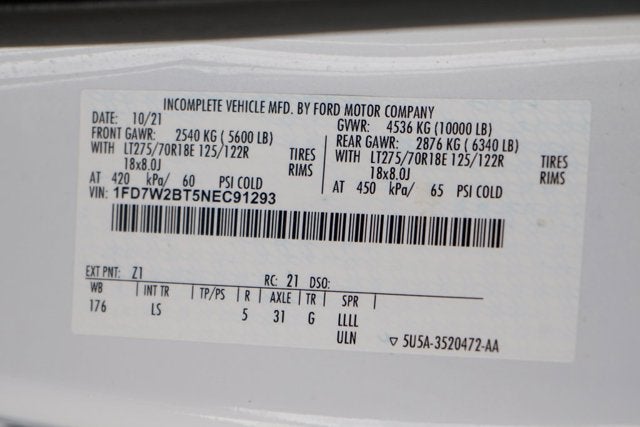 INCOMPLETE VEHICLE MFD. BY FORD MOTOR COMPANY
DATE: 10/21 GVWR: 4536 KG (10000 LB)
FRONT GAWR: 2540 KG ( 5600 LB) REAR GAWR: 2876 KG ( 6340 LB)
WITH LT275/70R18E 125/122R TIRES WITH LT275/70R18E 125/122R TIRES
18x8.0J RIMS 18x8.0J RIMS
AT 420 kPa/ 60 PSI COLD AT 450 kPa/ 65 PSI COLD
VIN: 1FD7W2BT5NEC91293
EXT PNT: Z1 RC: 21 DSO:
WB | INT TR | TP/PS | R | AXLE | TR | SPR |
176 LS 5 31 G LLLL
ULN ▽ 5U5A-3520472-AA